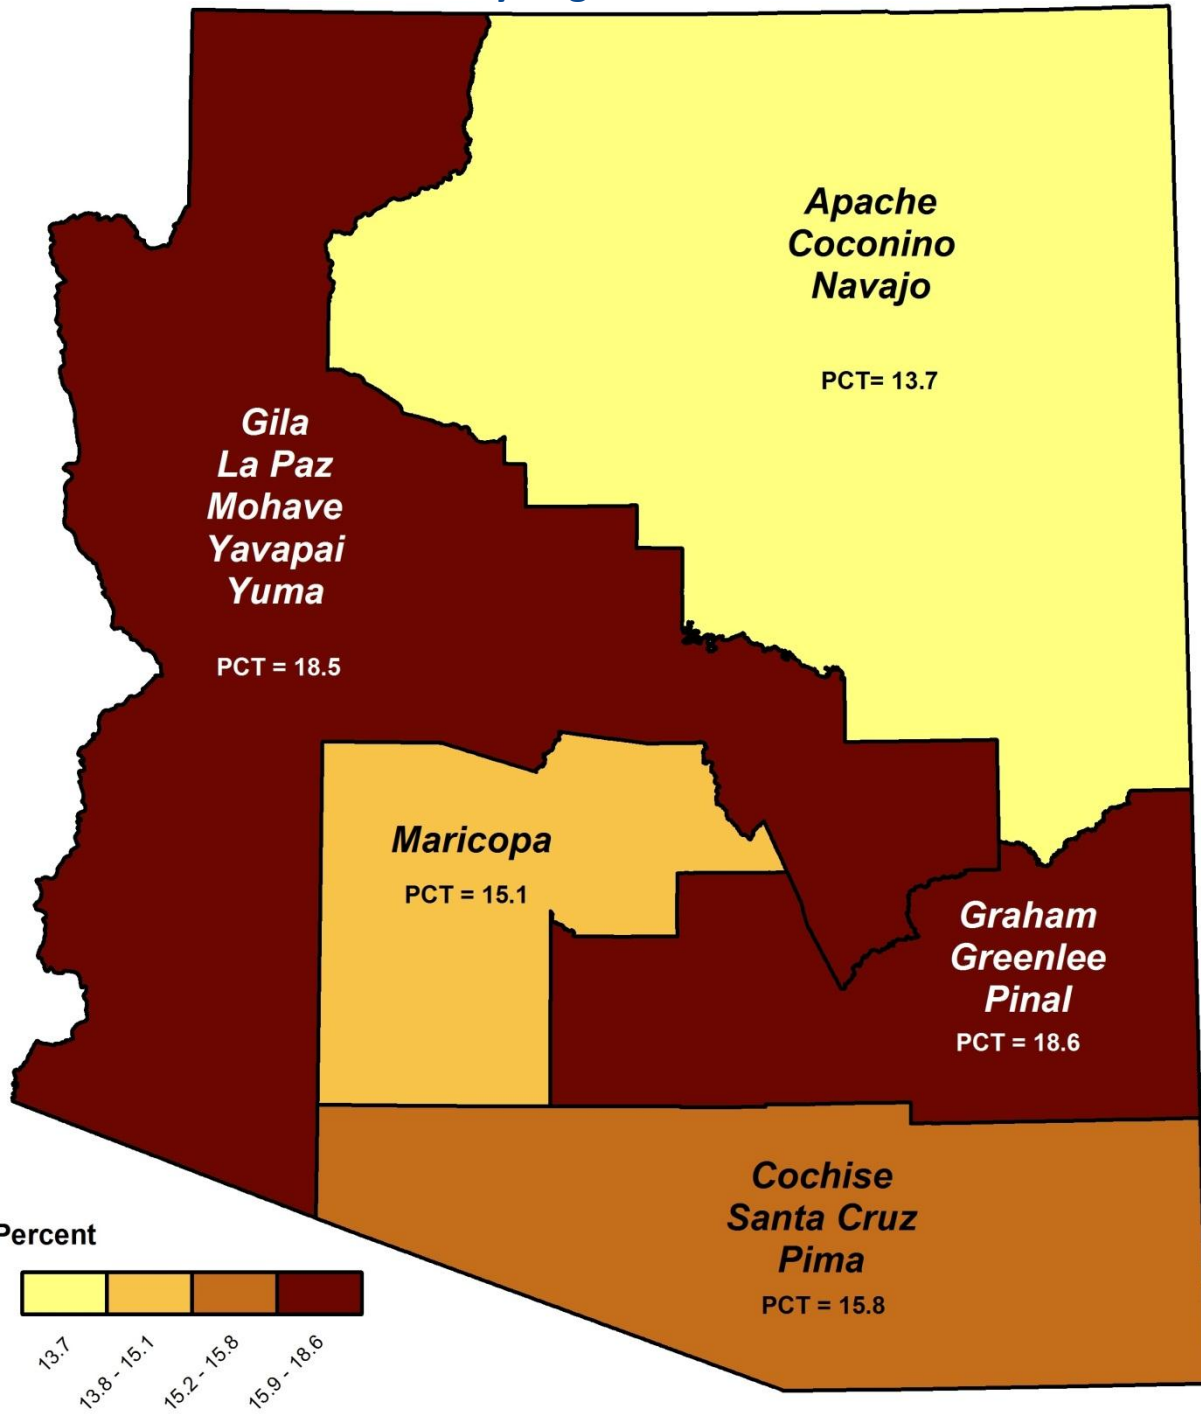 Apache
Coconino
Navajo
PCT= 13.7
Gila
La Paz
Mohave
Yavapai
Yuma
PCT = 18.5
Maricopa
PCT = 15.1
Graham
Greenlee
Pinal
PCT = 18.6
Cochise
Santa Cruz
Pima
PCT = 15.8
Percent
13.7
13.8 - 15.1
15.2 - 15.8
15.9 - 18.6